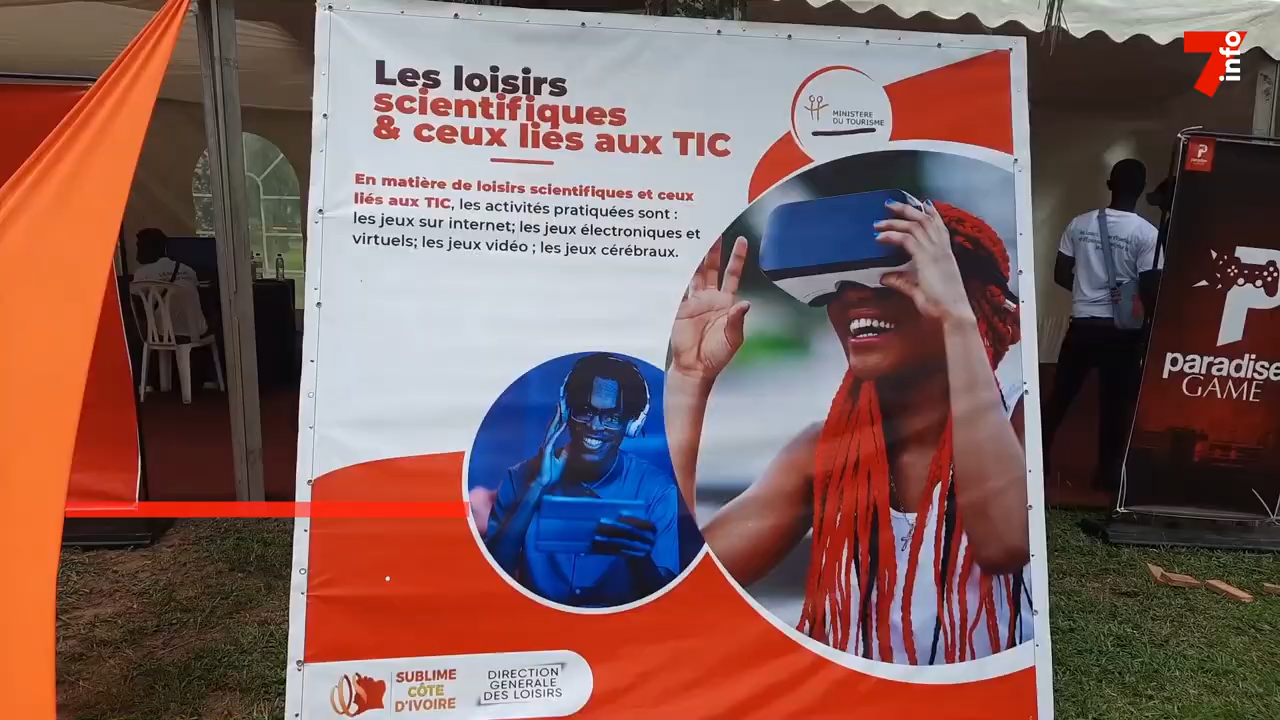 Les loisirs
scientifiques
& ceux liés aux TIC
MINISTERE
DU TOURISME
En matière de loisirs scientifiques et ceux
liés aux TIC, les activités pratiquées sont :
les jeux sur internet; les jeux électroniques et
virtuels; les jeux vidéo ; les jeux cérébraux.
SUBLIME
CÔTE
D'IVOIRE
DIRECTION
GENERALE
DES LOISIRS
7info
paradise
GAME